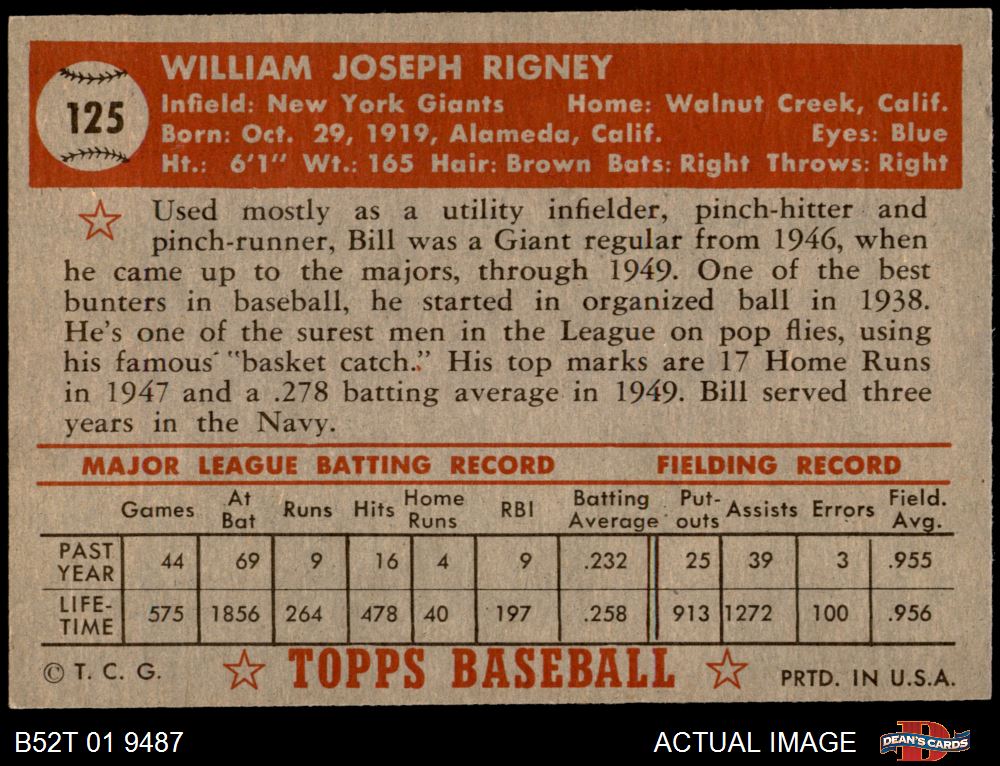 125
WILLIAM JOSEPH RIGNEY
Infield: New York Giants Home: Walnut Creek, Calif.
Born: Oct. 29, 1919, Alameda, Calif. Eyes: Blue
Ht.: 6'1" Wt.: 165 Hair: Brown Bats: Right Throws: Right
Used mostly as a utility infielder, pinch-hitter and
pinch-runner, Bill was a Giant regular from 1946, when
he came up to the majors, through 1949. One of the best
bunters in baseball, he started in organized ball in 1938.
He's one of the surest men in the League on pop flies, using
his famous "basket catch." His top marks are 17 Home Runs
in 1947 and a .278 batting average in 1949. Bill served three
years in the Navy.
MAJOR LEAGUE BATTING RECORD FIELDING RECORD
Games At Bat Runs Hits Home Runs RBI Batting Average Put-outs Assists Errors Field. Avg.
PAST YEAR 44 69 9 16 4 9 .232 25 39 3 .955
LIFE-TIME 575 1856 264 478 40 197 .258 913 1272 100 .956
© T. C. G. TOPPS BASEBALL PRTD. IN U.S.A.
B52T 01 9487 ACTUAL IMAGE D DEAN'S CARDS